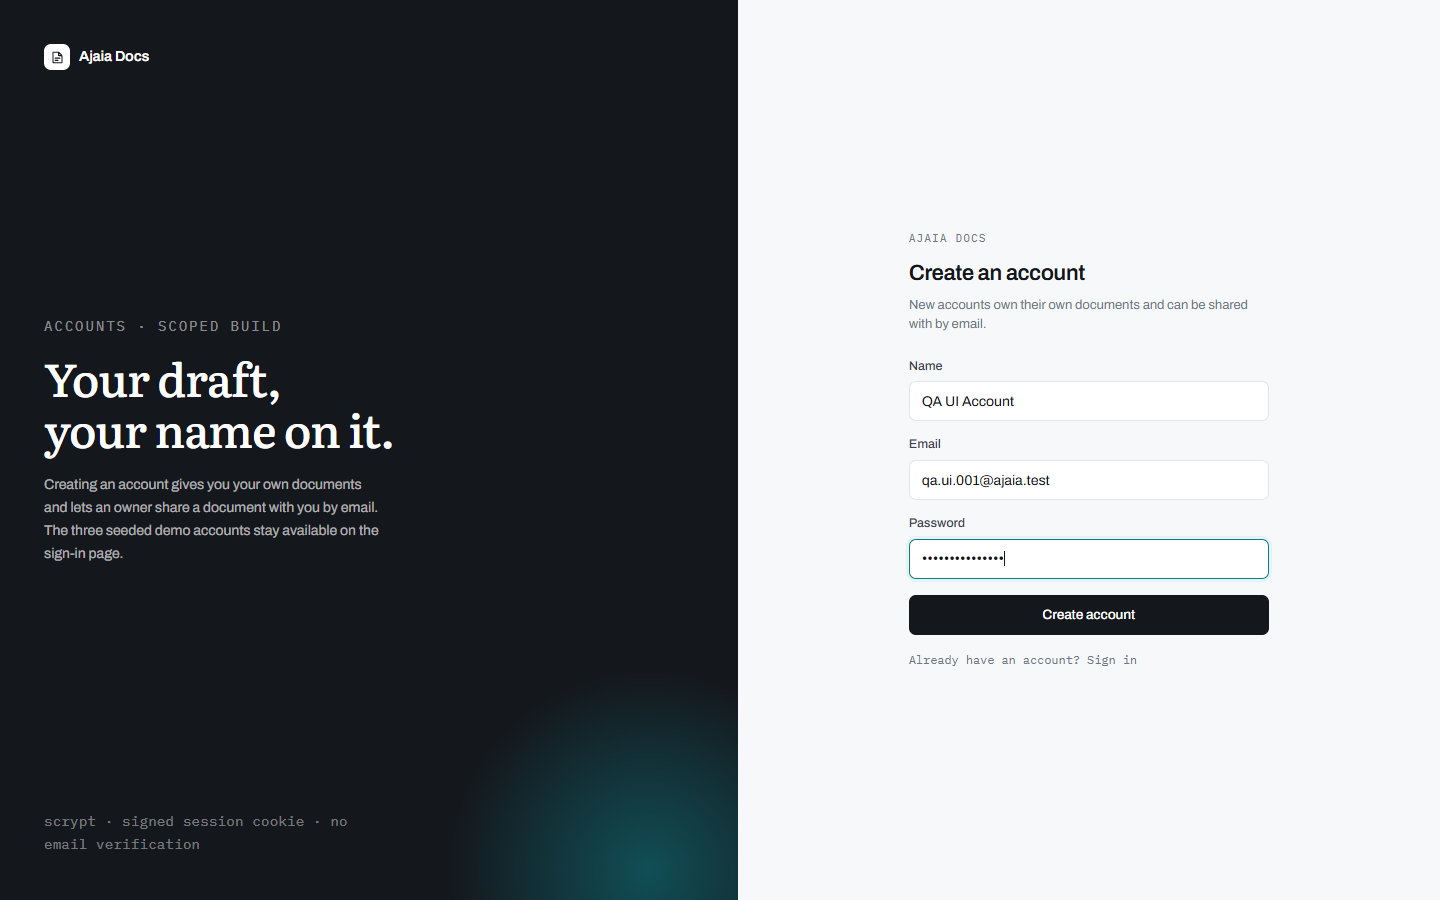 Ajaia Docs
ACCOUNTS · SCOPED BUILD
Your draft,
your name on it.
Creating an account gives you your own documents
and lets an owner share a document with you by email.
The three seeded demo accounts stay available on the
sign-in page.
scrypt · signed session cookie · no
email verification
AJAIA DOCS
Create an account
New accounts own their own documents and can be shared
with by email.
Name
QA UI Account
Email
qa.ui.001@ajaia.test
Password
•••••••••••••••
Create account
Already have an account? Sign in